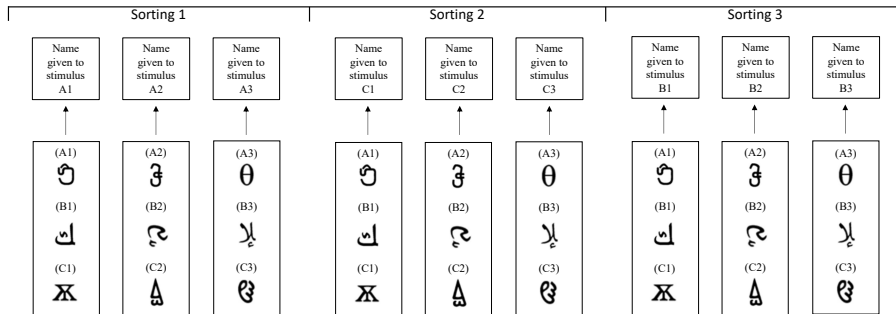 Sorting 1
Sorting 2
Sorting 3
Name
given to
stimulus
A1
Name
given to
stimulus
A2
Name
given to
stimulus
A3
Name
given to
stimulus
C1
Name
given to
stimulus
C2
Name
given to
stimulus
C3
Name
given to
stimulus
B1
Name
given to
stimulus
B2
Name
given to
stimulus
B3
(A1)
(B1)
(C1)
(A2)
(B2)
(C2)
(A3)
θ
(B3)
(C3)
(A1)
(B1)
(C1)
(A2)
(B2)
(C2)
(A3)
θ
(B3)
(C3)
(A1)
(B1)
(C1)
(A2)
(B2)
(C2)
(A3)
θ
(B3)
(C3)